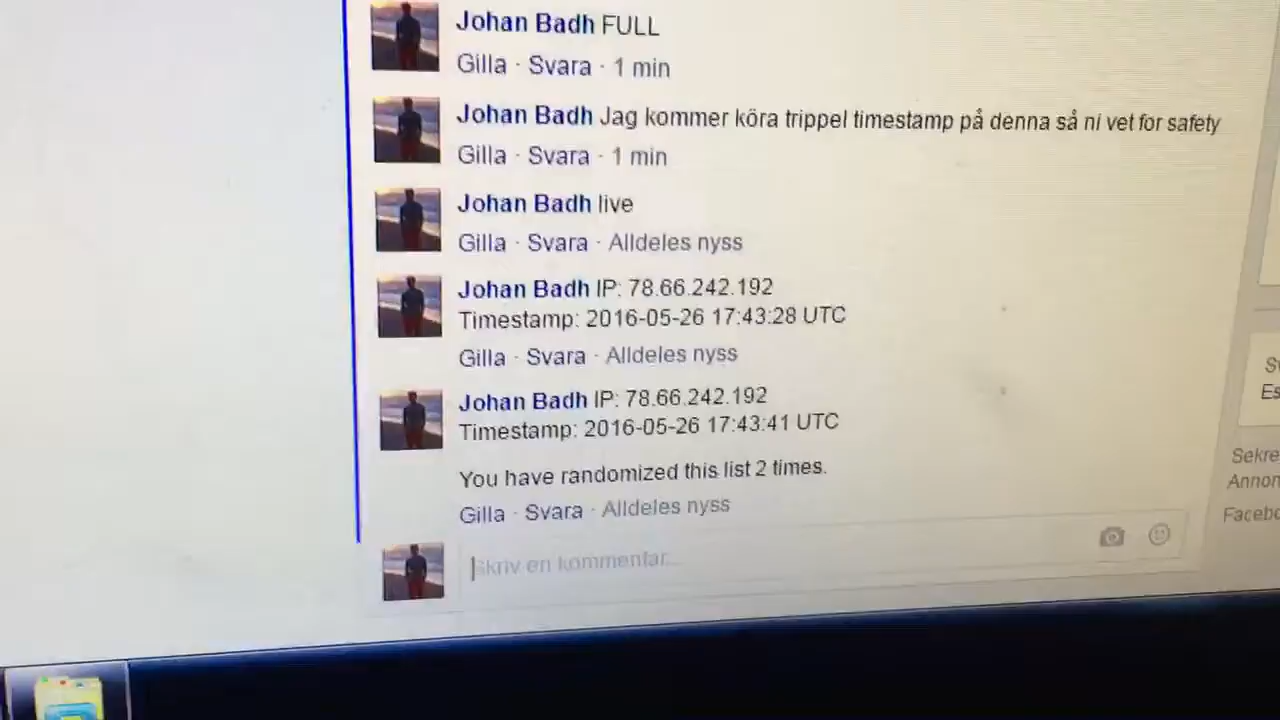 Johan Badh FULL
Gilla · Svara · 1 min
Johan Badh Jag kommer köra trippel timestamp på denna så ni vet for safety
Gilla · Svara · 1 min
Johan Badh live
Gilla · Svara · Alldeles nyss
Johan Badh IP: 78.66.242.192
Timestamp: 2016-05-26 17:43:28 UTC
Gilla · Svara · Alldeles nyss
Johan Badh IP: 78.66.242.192
Timestamp: 2016-05-26 17:43:41 UTC
You have randomized this list 2 times.
Gilla · Svara · Alldeles nyss
Skriv en kommentar...